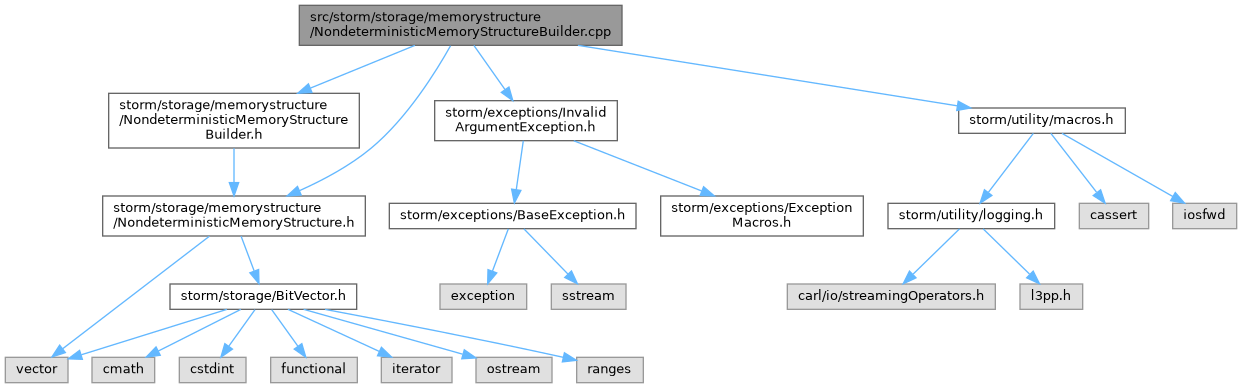 src/storm/storage/memorystructure
/NondeterministicMemoryStructureBuilder.cpp
storm/storage/memorystructure
/NondeterministicMemoryStructure
Builder.h
storm/exceptions/Invalid
ArgumentException.h
storm/utility/macros.h
storm/storage/memorystructure
/NondeterministicMemoryStructure.h
storm/exceptions/BaseException.h
storm/exceptions/Exception
Macros.h
storm/utility/logging.h
cassert
iosfwd
storm/storage/BitVector.h
exception
sstream
carl/io/streamingOperators.h
l3pp.h
vector
cmath
cstdint
functional
iterator
ostream
ranges